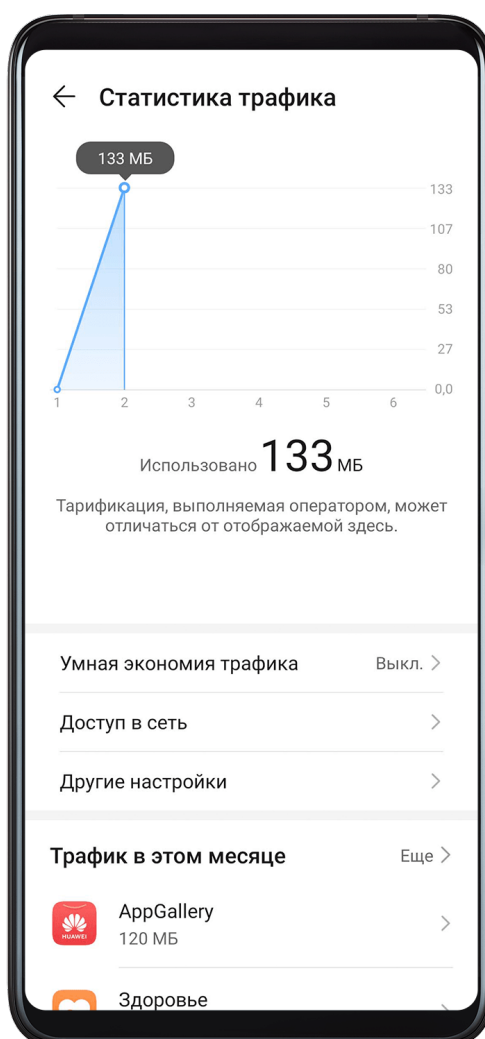 Статистика трафика
133 МБ
133
107
80
53
27
0,0
1 2 3 4 5 6
Использовано 133 МБ
Тарификация, выполняемая оператором, может
отличаться от отображаемой здесь.
Умная экономия трафика Выкл.
Доступ в сеть
Другие настройки
Трафик в этом месяце Еще
AppGallery
HUAWEI
120 МБ
Здоровье